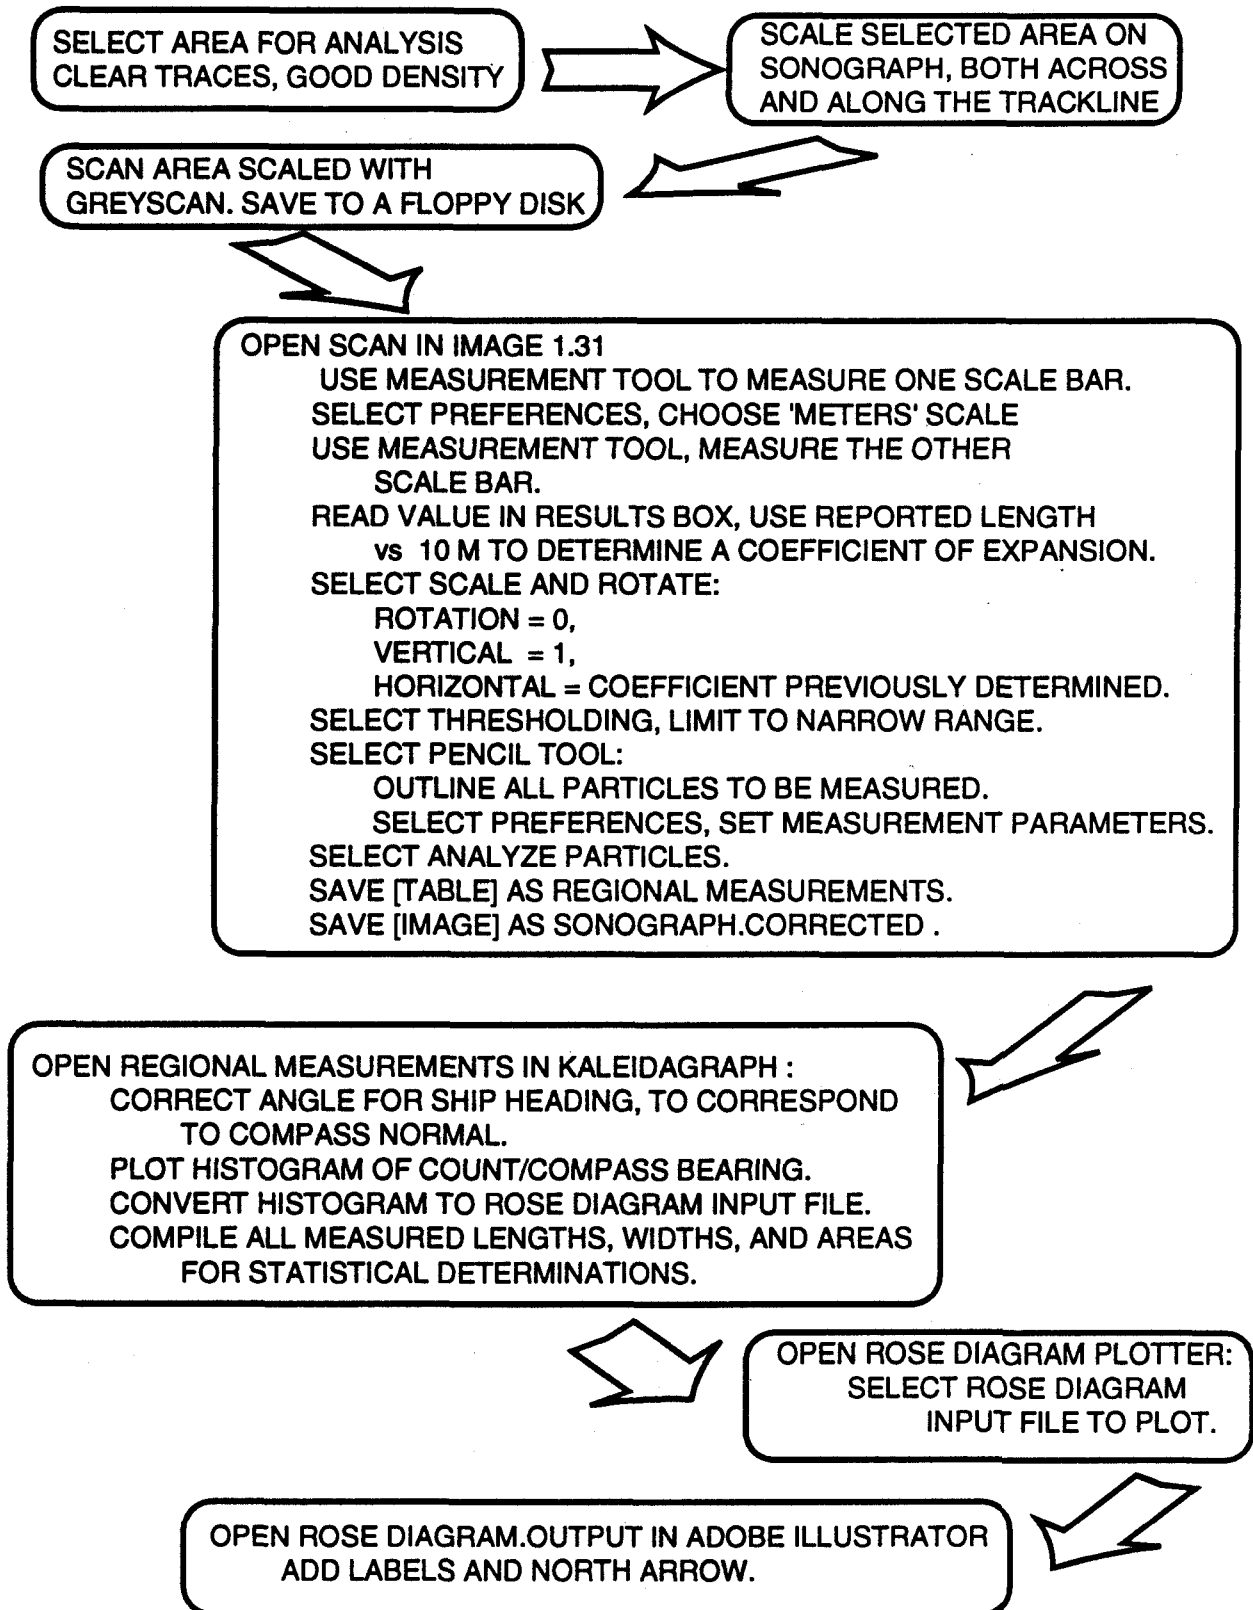 SELECT AREA FOR ANALYSIS
CLEAR TRACES, GOOD DENSITY
SCALE SELECTED AREA ON
SONOGRAPH, BOTH ACROSS
AND ALONG THE TRACKLINE
SCAN AREA SCALED WITH
GREYSCAN. SAVE TO A FLOPPY DISK
OPEN SCAN IN IMAGE 1.31
USE MEASUREMENT TOOL TO MEASURE ONE SCALE BAR.
SELECT PREFERENCES, CHOOSE 'METERS' SCALE
USE MEASUREMENT TOOL, MEASURE THE OTHER
SCALE BAR.
READ VALUE IN RESULTS BOX, USE REPORTED LENGTH
vs 10 M TO DETERMINE A COEFFICIENT OF EXPANSION.
SELECT SCALE AND ROTATE:
ROTATION = 0,
VERTICAL = 1,
HORIZONTAL = COEFFICIENT PREVIOUSLY DETERMINED.
SELECT THRESHOLDING, LIMIT TO NARROW RANGE.
SELECT PENCIL TOOL:
OUTLINE ALL PARTICLES TO BE MEASURED.
SELECT PREFERENCES, SET MEASUREMENT PARAMETERS.
SELECT ANALYZE PARTICLES.
SAVE [TABLE] AS REGIONAL MEASUREMENTS.
SAVE [IMAGE] AS SONOGRAPH.CORRECTED .
OPEN REGIONAL MEASUREMENTS IN KALEIDAGRAPH :
CORRECT ANGLE FOR SHIP HEADING, TO CORRESPOND
TO COMPASS NORMAL.
PLOT HISTOGRAM OF COUNT/COMPASS BEARING.
CONVERT HISTOGRAM TO ROSE DIAGRAM INPUT FILE.
COMPILE ALL MEASURED LENGTHS, WIDTHS, AND AREAS
FOR STATISTICAL DETERMINATIONS.
OPEN ROSE DIAGRAM PLOTTER:
SELECT ROSE DIAGRAM
INPUT FILE TO PLOT.
OPEN ROSE DIAGRAM.OUTPUT IN ADOBE ILLUSTRATOR
ADD LABELS AND NORTH ARROW.